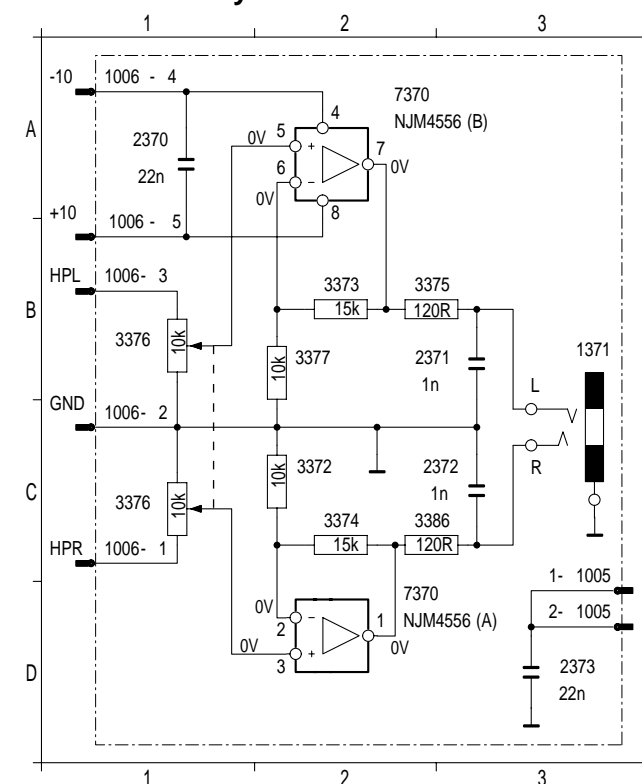 1 2 3
-10 1006 - 4
7370
NJM4556 (B)
A
4
2370
22n
0V 5 +
7
0V
6 −
0V
8
+10 1006 - 5
HPL 1006- 3
B
3373 3375
15k 120R
3376 10k
10k 3377
2371
1n
1371
GND 1006- 2
L
R
C
10k 3372
2372
1n
3376 10k
3374 3386
15k 120R
HPR 1006- 1
1- 1005
2- 1005
7370
NJM4556 (A)
0V 2 −
1
0V
0V 3 +
D
2373
22n
1 2 3